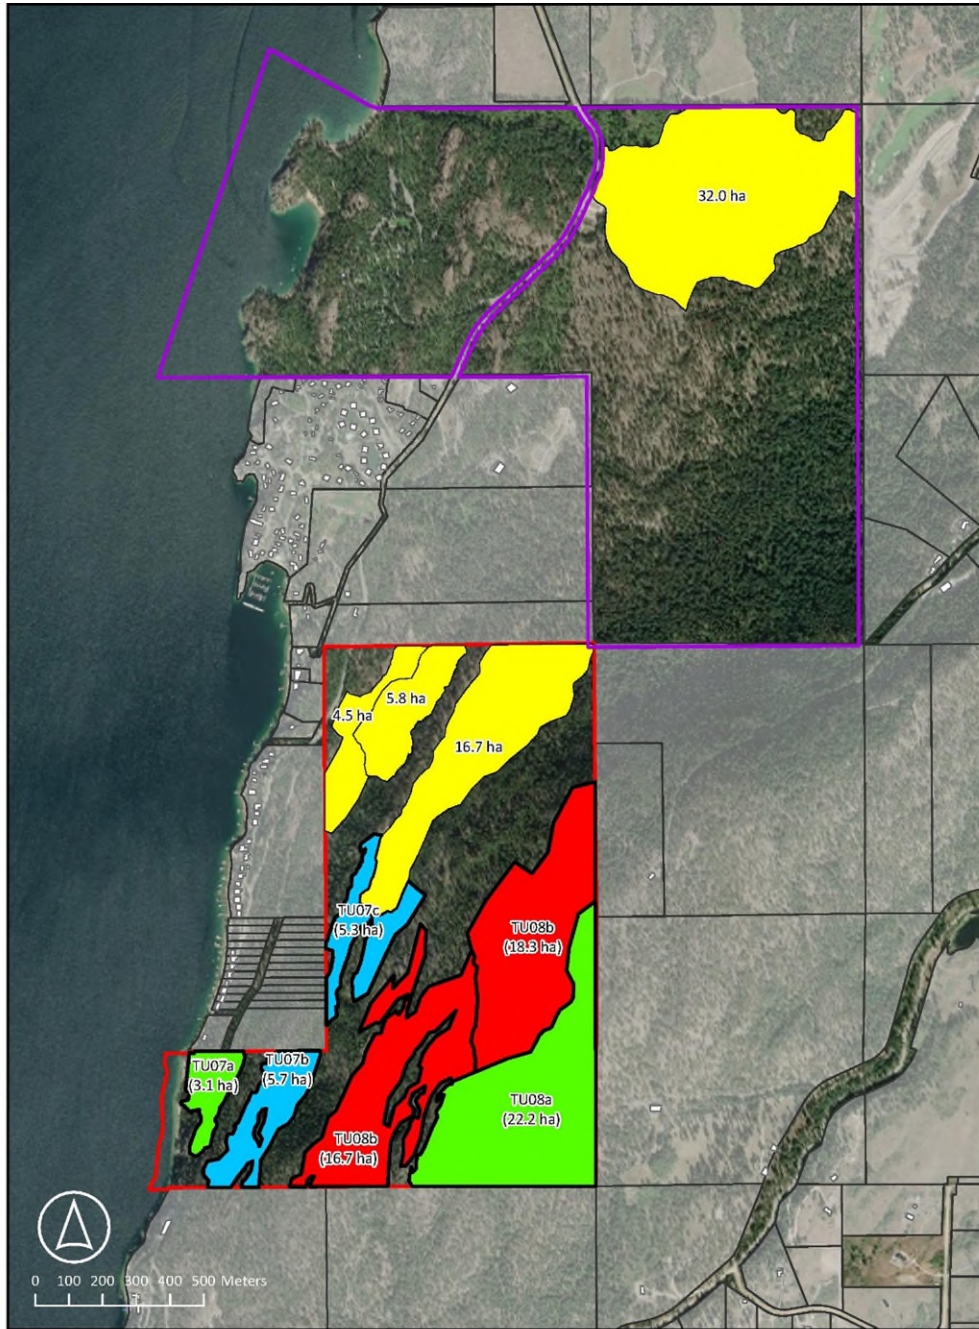 32.0 ha
5.8 ha
4.5 ha
16.7 ha
TU07c
(5.3 ha)
TU08b
(18.3 ha)
TU07a
(3.1 ha)
TU07b
(5.7 ha)
TU08a
(22.2 ha)
TU08b
(16.7 ha)
0 100 200 300 400 500 Meters